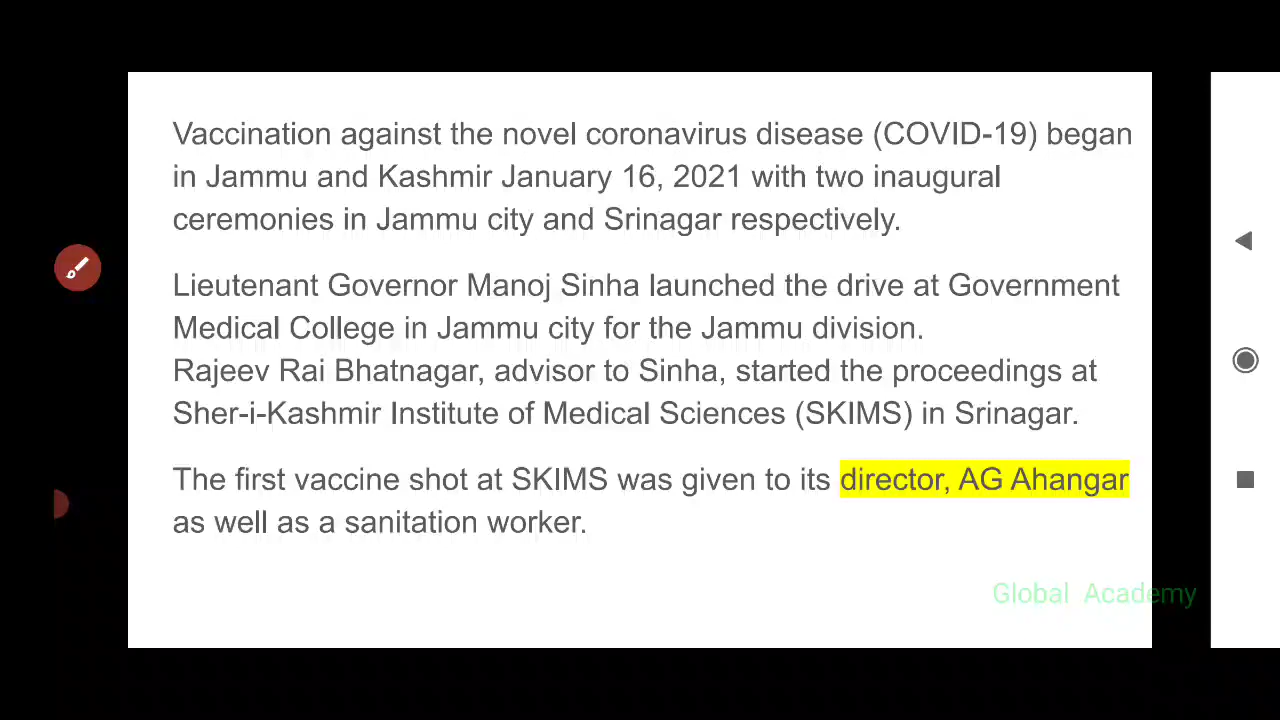 Vaccination against the novel coronavirus disease (COVID-19) began
in Jammu and Kashmir January 16, 2021 with two inaugural
ceremonies in Jammu city and Srinagar respectively.
Lieutenant Governor Manoj Sinha launched the drive at Government
Medical College in Jammu city for the Jammu division.
Rajeev Rai Bhatnagar, advisor to Sinha, started the proceedings at
Sher-i-Kashmir Institute of Medical Sciences (SKIMS) in Srinagar.
The first vaccine shot at SKIMS was given to its director, AG Ahangar
as well as a sanitation worker.
Global Academy